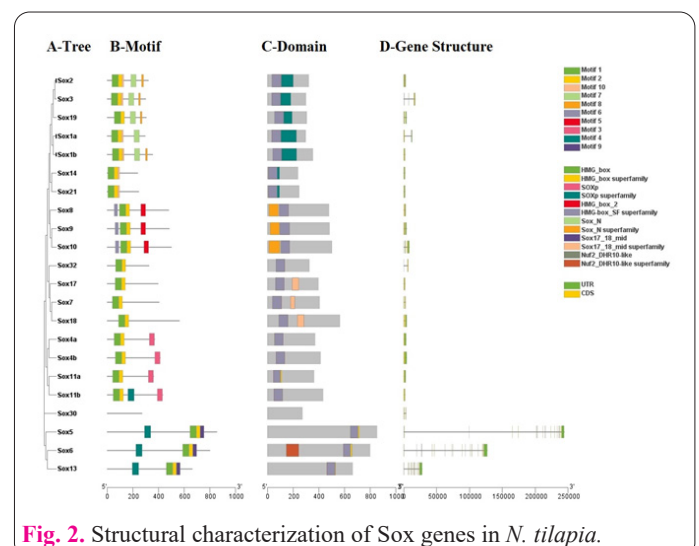 A-Tree B-Motif C-Domain D-Gene Structure
Sox2
Sox3
Sox19
tSox1a
tSox1b
Sox14
Sox21
Sox8
Sox9
Sox10
Sox32
Sox17
Sox7
Sox18
Sox4a
Sox4b
Sox11a
Sox11b
Sox30
Sox5
Sox6
Sox13
Motif 1
Motif 2
Motif 10
Motif 7
Motif 8
Motif 6
Motif 5
Motif 3
Motif 4
Motif 9
HMG_box
HMG_box superfamily
SOXp
SOXp superfamily
HMG_box_2
HMG-box_SF superfamily
Sox_N
Sox_N superfamily
Sox17_18_mid
Sox17_18_mid superfamily
Nuf2_DHR10-like
Nuf2_DHR10-like superfamily
UTR
CDS
5' 3' 5' 3' 5' 3'
0 200 400 600 800 1000 0 200 400 600 800 1000 0 50000 100000 150000 200000 250000
Fig. 2. Structural characterization of Sox genes in N. tilapia.